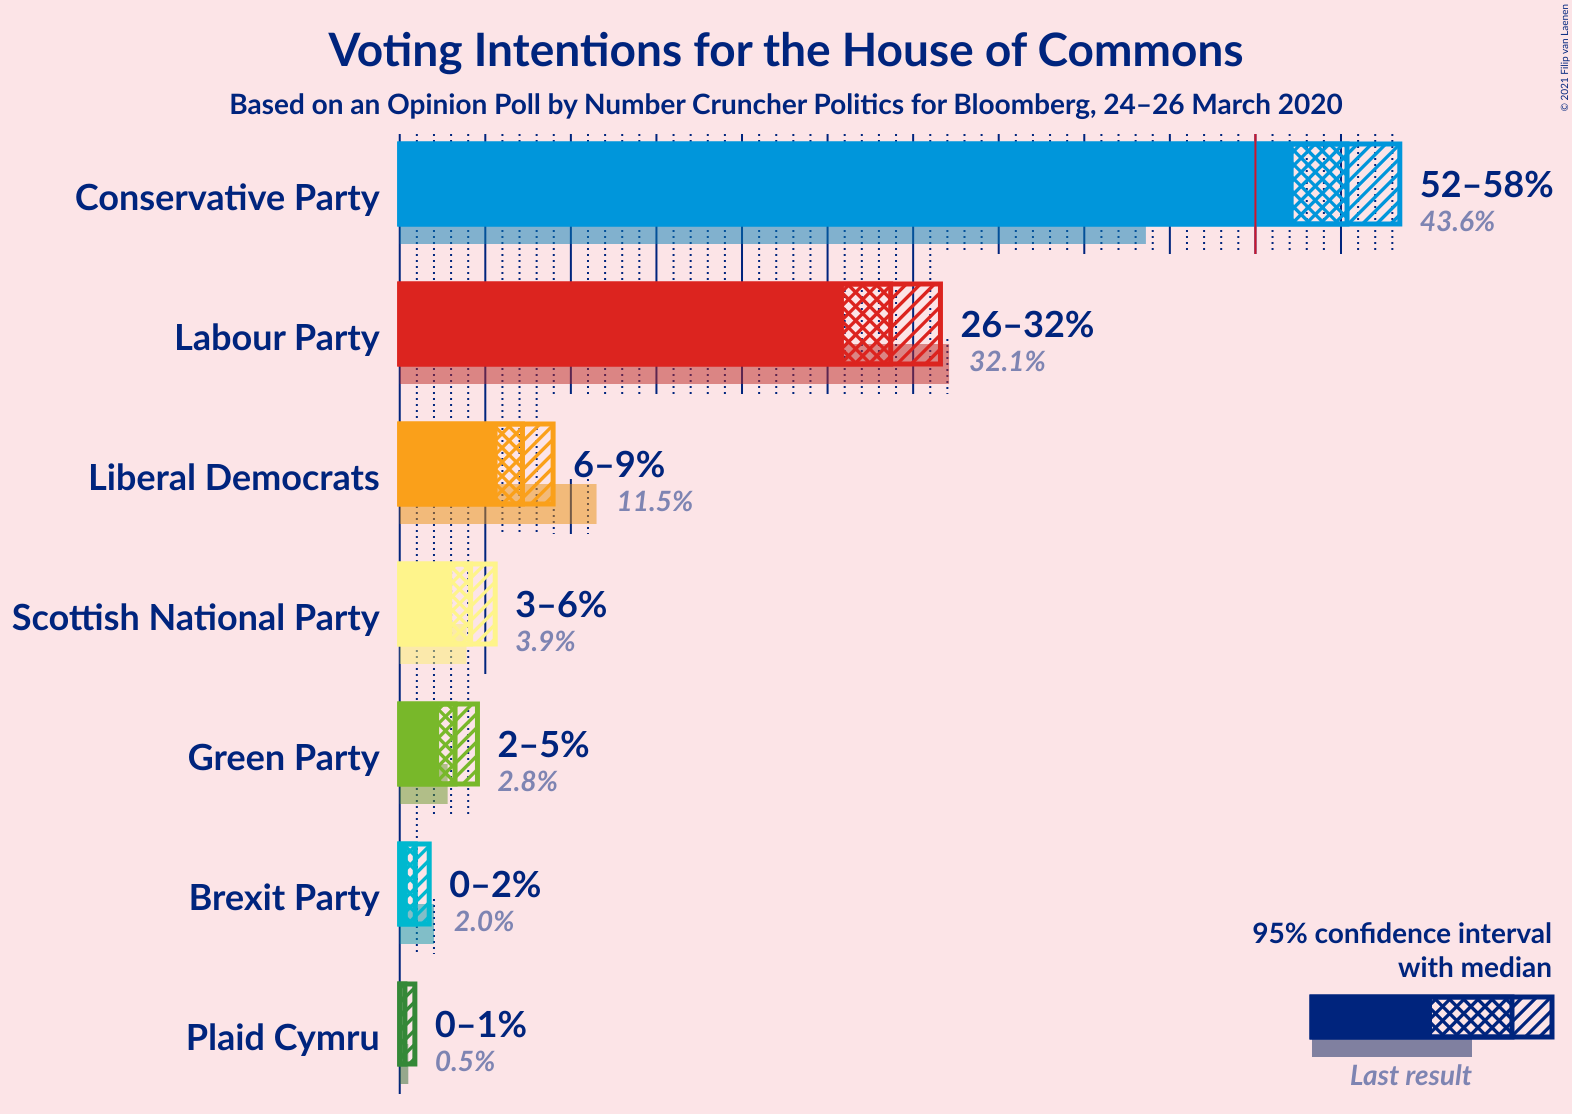 Voting Intentions for the House of Commons
Based on an Opinion Poll by Number Cruncher Politics for Bloomberg, 24–26 March 2020
© 2021 Filip van Laenen
Conservative Party
52–58%
43.6%
Labour Party
26–32%
32.1%
Liberal Democrats
6–9%
11.5%
Scottish National Party
3–6%
3.9%
Green Party
2–5%
2.8%
Brexit Party
0–2%
2.0%
Plaid Cymru
0–1%
0.5%
95% confidence interval
with median
Last result